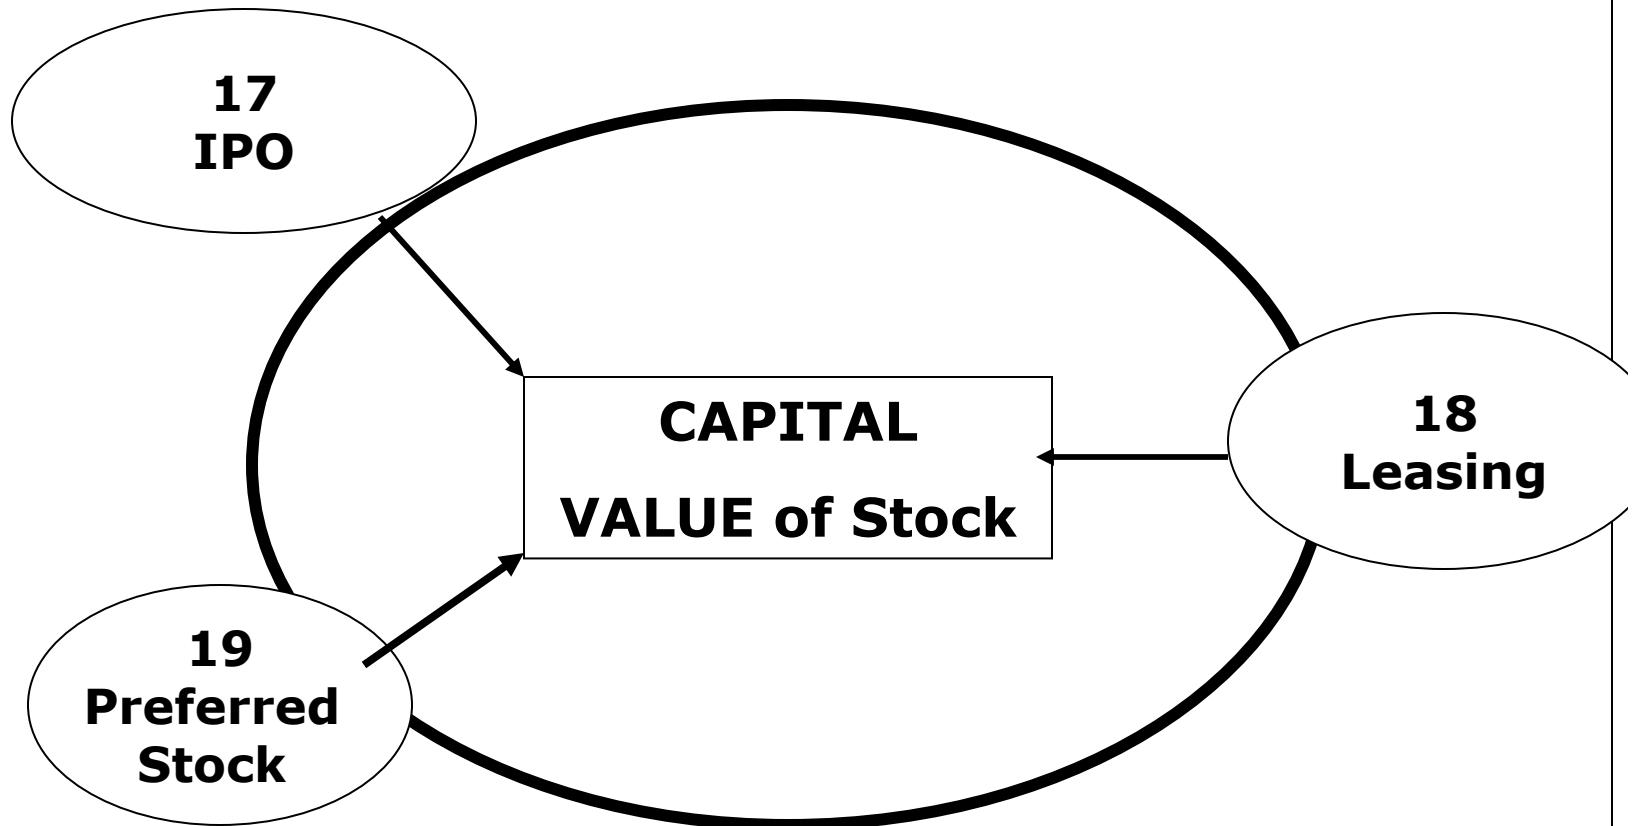 17
IPO
CAPITAL
VALUE of Stock
18
Leasing
19
Preferred
Stock